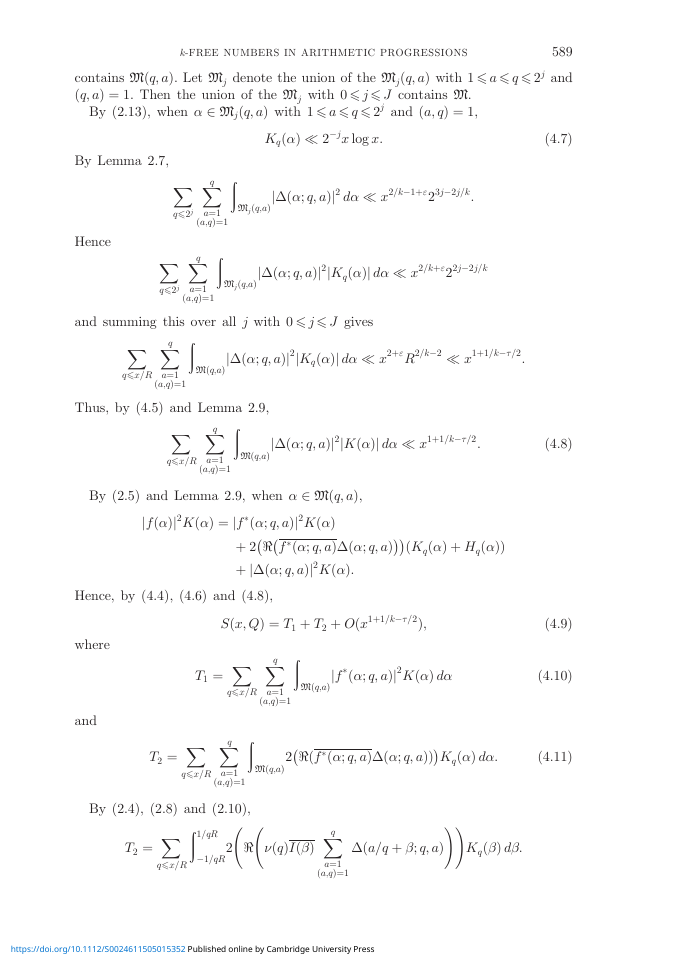 k-FREE NUMBERS IN ARITHMETIC PROGRESSIONS 589
contains 𝔐(q, a). Let 𝔐_j denote the union of the 𝔐_j(q, a) with 1 ⩽ a ⩽ q ⩽ 2^j and
(q, a) = 1. Then the union of the 𝔐_j with 0 ⩽ j ⩽ J contains 𝔐.
By (2.13), when α ∈ 𝔐_j(q, a) with 1 ⩽ a ⩽ q ⩽ 2^j and (a, q) = 1,
K_q(α) ≪ 2^{−j} x log x. (4.7)
By Lemma 2.7,
∑_{q⩽2^j} ∑_{a=1, (a,q)=1}^{q} ∫_{𝔐_j(q,a)} |Δ(α; q, a)|^2 dα ≪ x^{2/k−1+ε} 2^{3j−2j/k}.
Hence
∑_{q⩽2^j} ∑_{a=1, (a,q)=1}^{q} ∫_{𝔐_j(q,a)} |Δ(α; q, a)|^2 |K_q(α)| dα ≪ x^{2/k+ε} 2^{2j−2j/k}
and summing this over all j with 0 ⩽ j ⩽ J gives
∑_{q⩽x/R} ∑_{a=1, (a,q)=1}^{q} ∫_{𝔐(q,a)} |Δ(α; q, a)|^2 |K_q(α)| dα ≪ x^{2+ε} R^{2/k−2} ≪ x^{1+1/k−τ/2}.
Thus, by (4.5) and Lemma 2.9,
∑_{q⩽x/R} ∑_{a=1, (a,q)=1}^{q} ∫_{𝔐(q,a)} |Δ(α; q, a)|^2 |K(α)| dα ≪ x^{1+1/k−τ/2}. (4.8)
By (2.5) and Lemma 2.9, when α ∈ 𝔐(q, a),
|f(α)|^2 K(α) = |f*(α; q, a)|^2 K(α)
+ 2(ℜ(\overline{f*(α; q, a)}Δ(α; q, a)))(K_q(α) + H_q(α))
+ |Δ(α; q, a)|^2 K(α).
Hence, by (4.4), (4.6) and (4.8),
S(x, Q) = T_1 + T_2 + O(x^{1+1/k−τ/2}), (4.9)
where
T_1 = ∑_{q⩽x/R} ∑_{a=1, (a,q)=1}^{q} ∫_{𝔐(q,a)} |f*(α; q, a)|^2 K(α) dα (4.10)
and
T_2 = ∑_{q⩽x/R} ∑_{a=1, (a,q)=1}^{q} ∫_{𝔐(q,a)} 2(ℜ(\overline{f*(α; q, a)}Δ(α; q, a)))K_q(α) dα. (4.11)
By (2.4), (2.8) and (2.10),
T_2 = ∑_{q⩽x/R} ∫_{−1/qR}^{1/qR} 2(ℜ(ν(q)\overline{I(β)} ∑_{a=1, (a,q)=1}^{q} Δ(a/q + β; q, a)))K_q(β) dβ.
https://doi.org/10.1112/S0024611505015352 Published online by Cambridge University Press